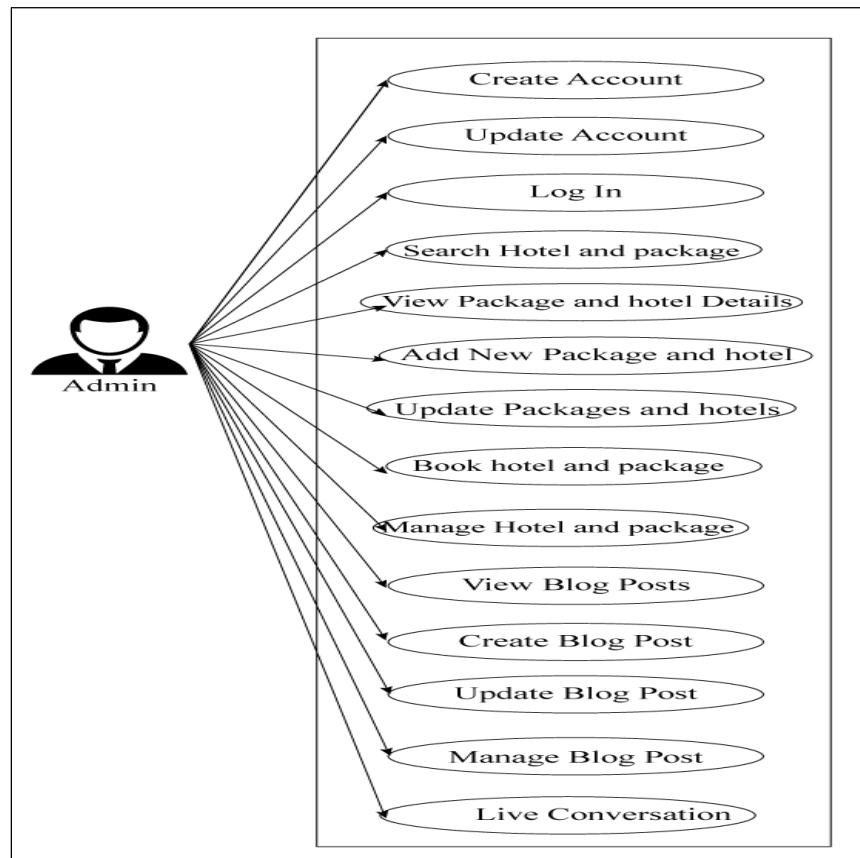 Create Account
Update Account
Log In
Search Hotel and package
View Package and hotel Details
Admin
Add New Package and hotel
Update Packages and hotels
Book hotel and package
Manage Hotel and package
View Blog Posts
Create Blog Post
Update Blog Post
Manage Blog Post
Live Conversation